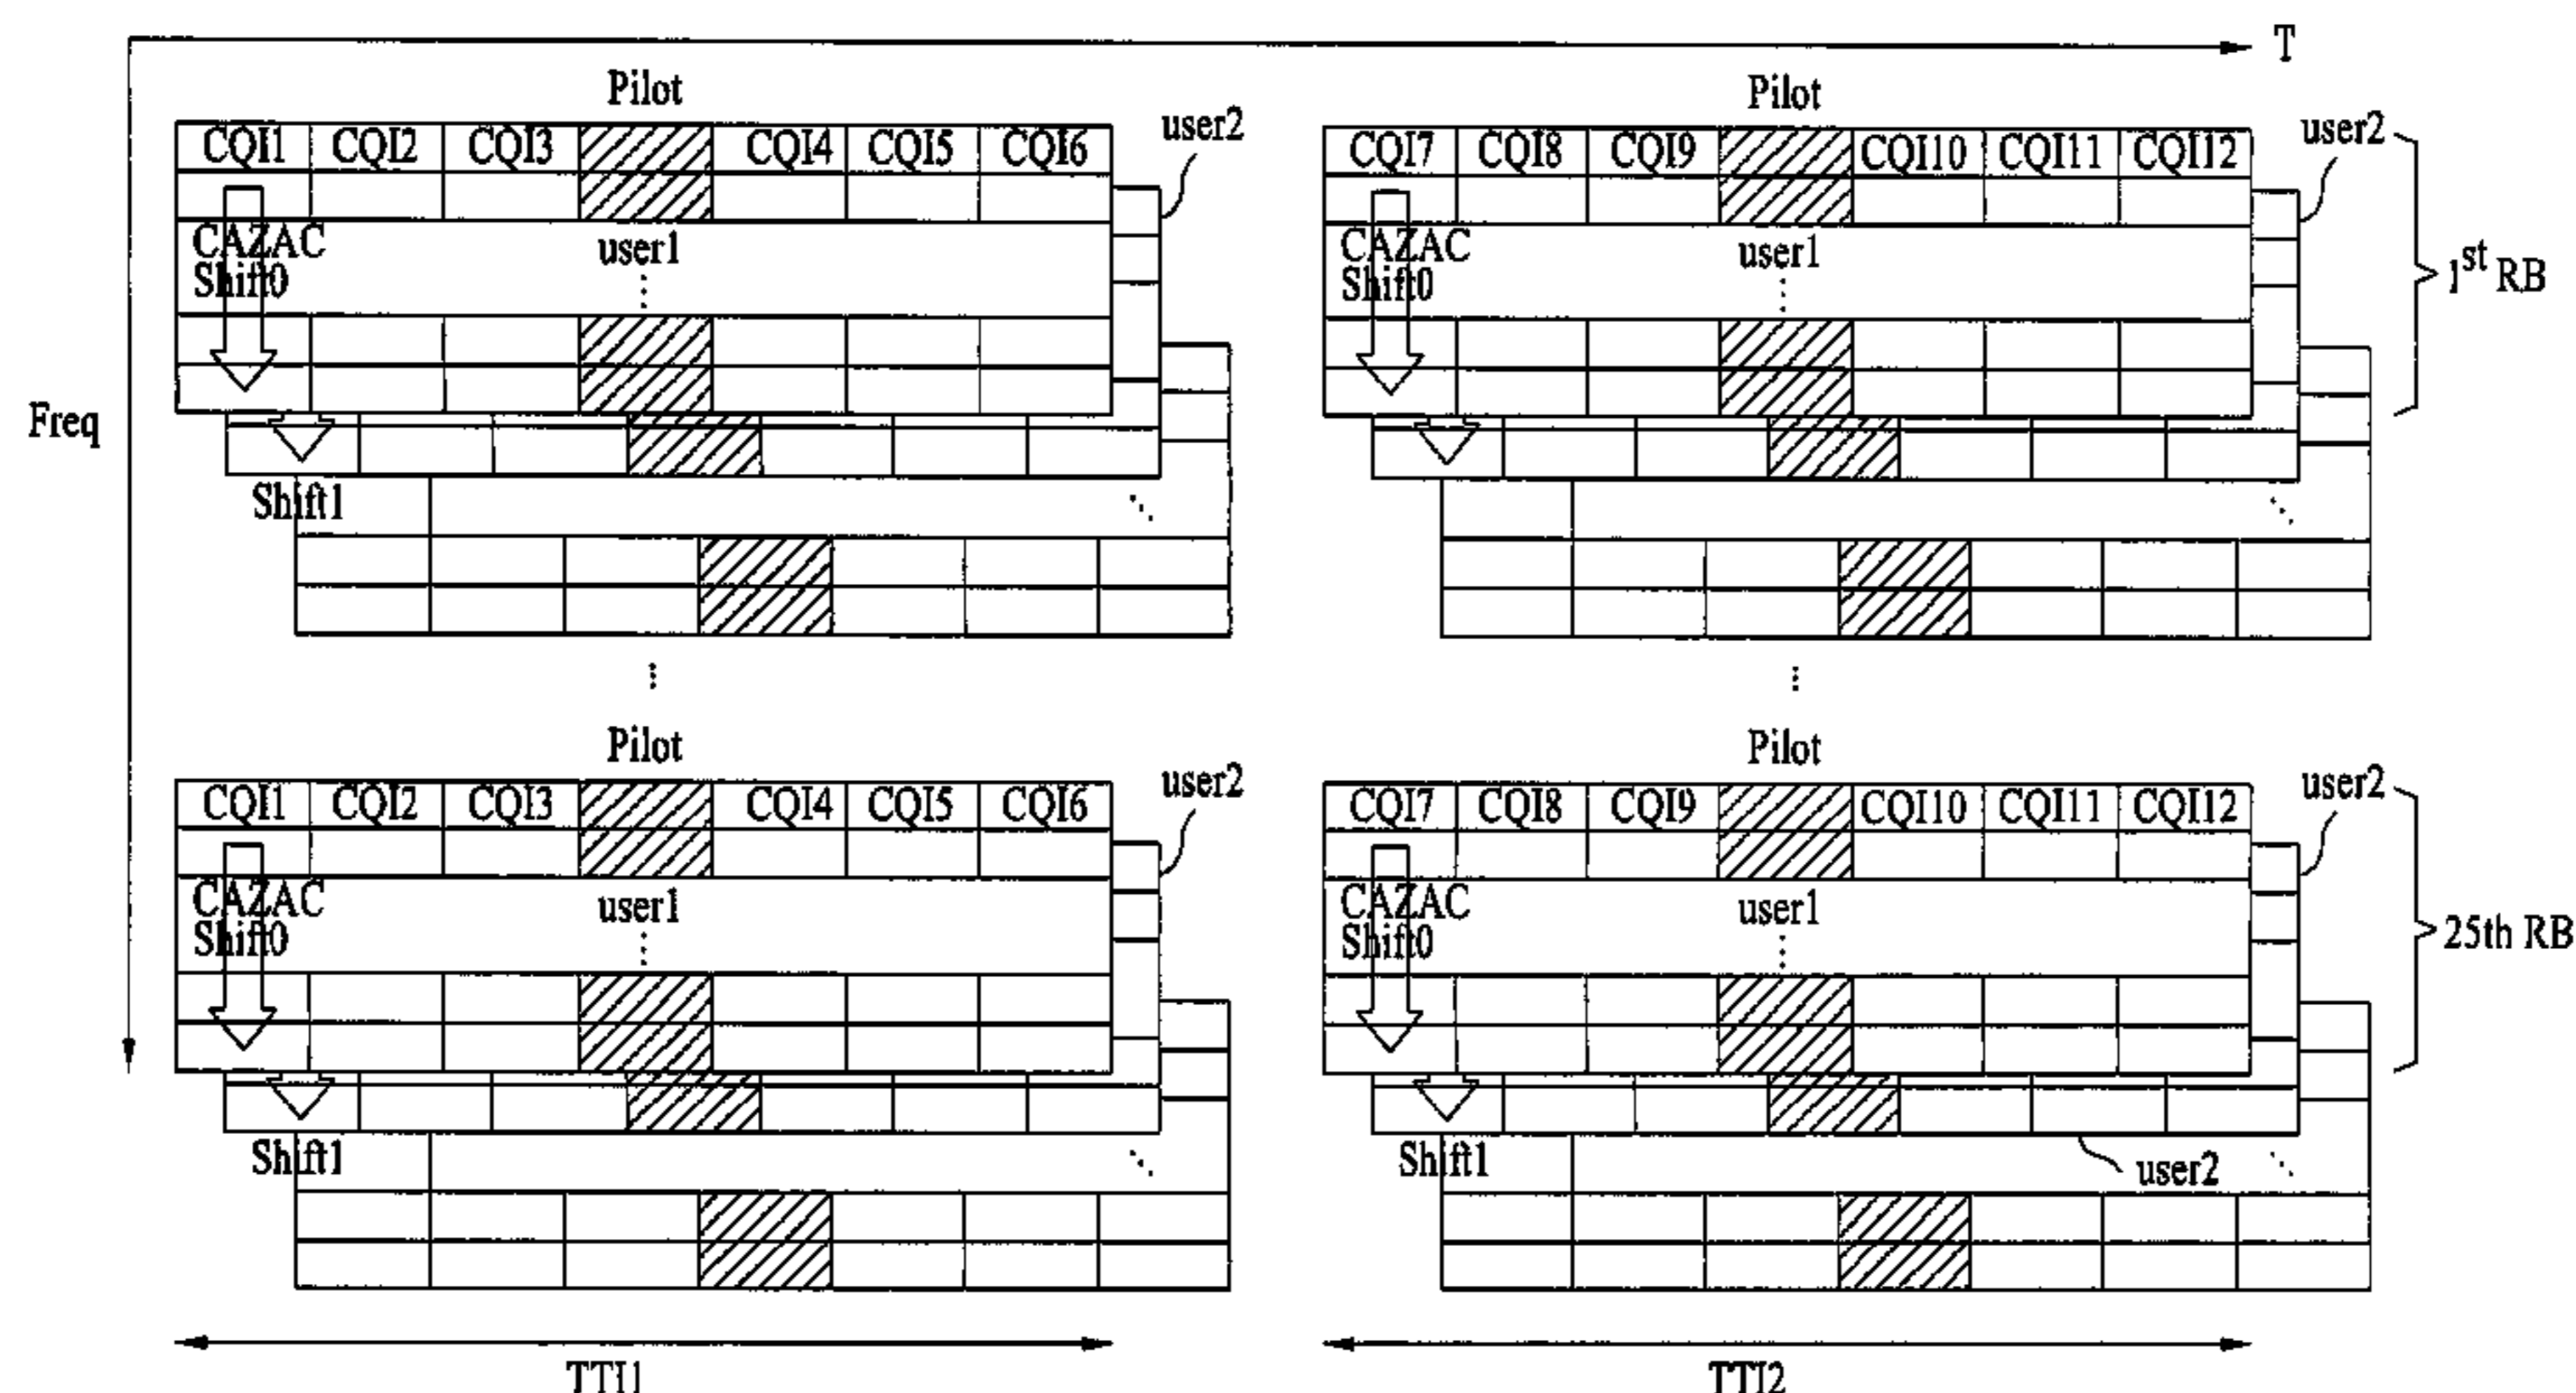 T
Pilot
Pilot
CQI1 CQI2 CQI3 CQI4 CQI5 CQI6
user2
CQI7 CQI8 CQI9 CQI10 CQI11 CQI12
user2
CAZAC
Shift0
user1
CAZAC
Shift0
user1
1st RB
Freq
Shift1
Pilot
Pilot
CQI1 CQI2 CQI3 CQI4 CQI5 CQI6
user2
CQI7 CQI8 CQI9 CQI10 CQI11 CQI12
user2
CAZAC
Shift0
user1
CAZAC
Shift0
user1
25th RB
Shift1
Shift1
user2
TTI1
TTI2